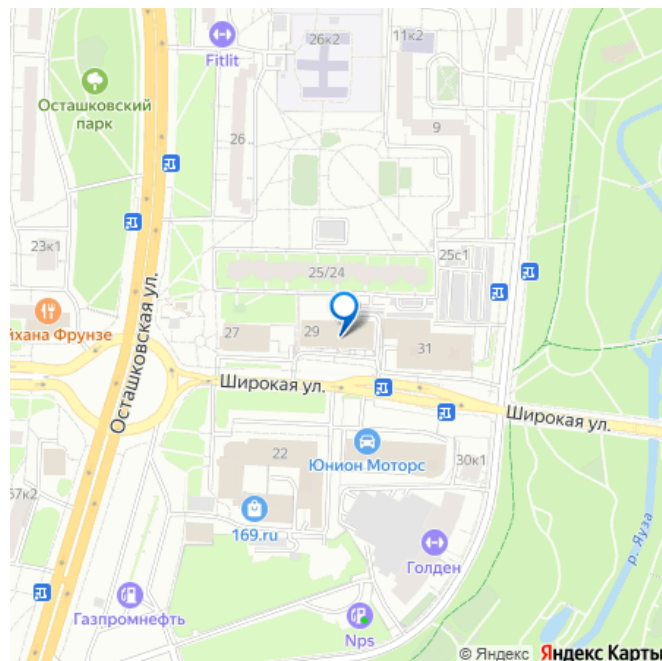 26к2
11к2
Fitlit
Осташковский
парк
26
9
23к1
25с1
25/24
йхана Фрунзе
Осташковская ул.
27
29
31
Широкая ул.
Широкая ул.
22
Юнион Моторс
30к1
169.ru
Голден
р. Яуза
67к2
Газпромнефть
Nps
© Яндекс Яндекс Карты